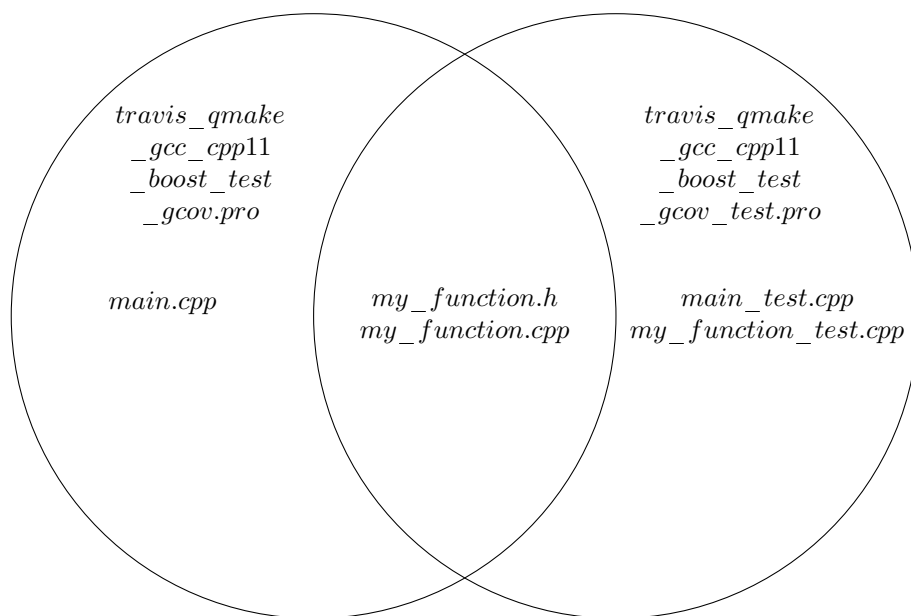 travis_qmake
_gcc_cpp11
_boost_test
_gcov.pro
main.cpp
my_function.h
my_function.cpp
travis_qmake
_gcc_cpp11
_boost_test
_gcov_test.pro
main_test.cpp
my_function_test.cpp